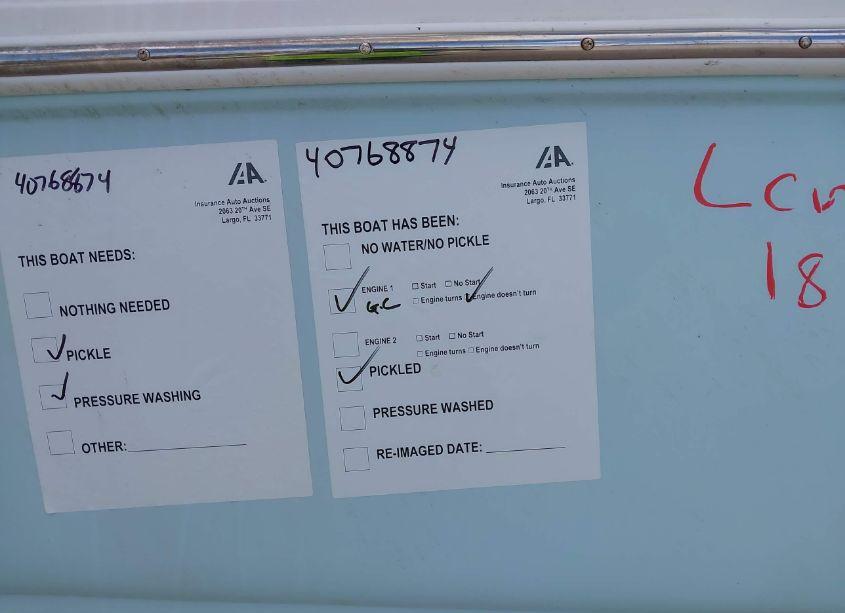 40768874
IAA
Insurance Auto Auctions
2063 20TH Ave SE
Largo, FL 33771
THIS BOAT NEEDS:
NOTHING NEEDED
PICKLE
PRESSURE WASHING
OTHER:
40768874
IAA
Insurance Auto Auctions
2063 20TH Ave SE
Largo, FL 33771
THIS BOAT HAS BEEN:
NO WATER/NO PICKLE
ENGINE 1 Start No Start
G.C Engine turns Engine doesn't turn
ENGINE 2 Start No Start
Engine turns Engine doesn't turn
PICKLED
PRESSURE WASHED
RE-IMAGED DATE:
18